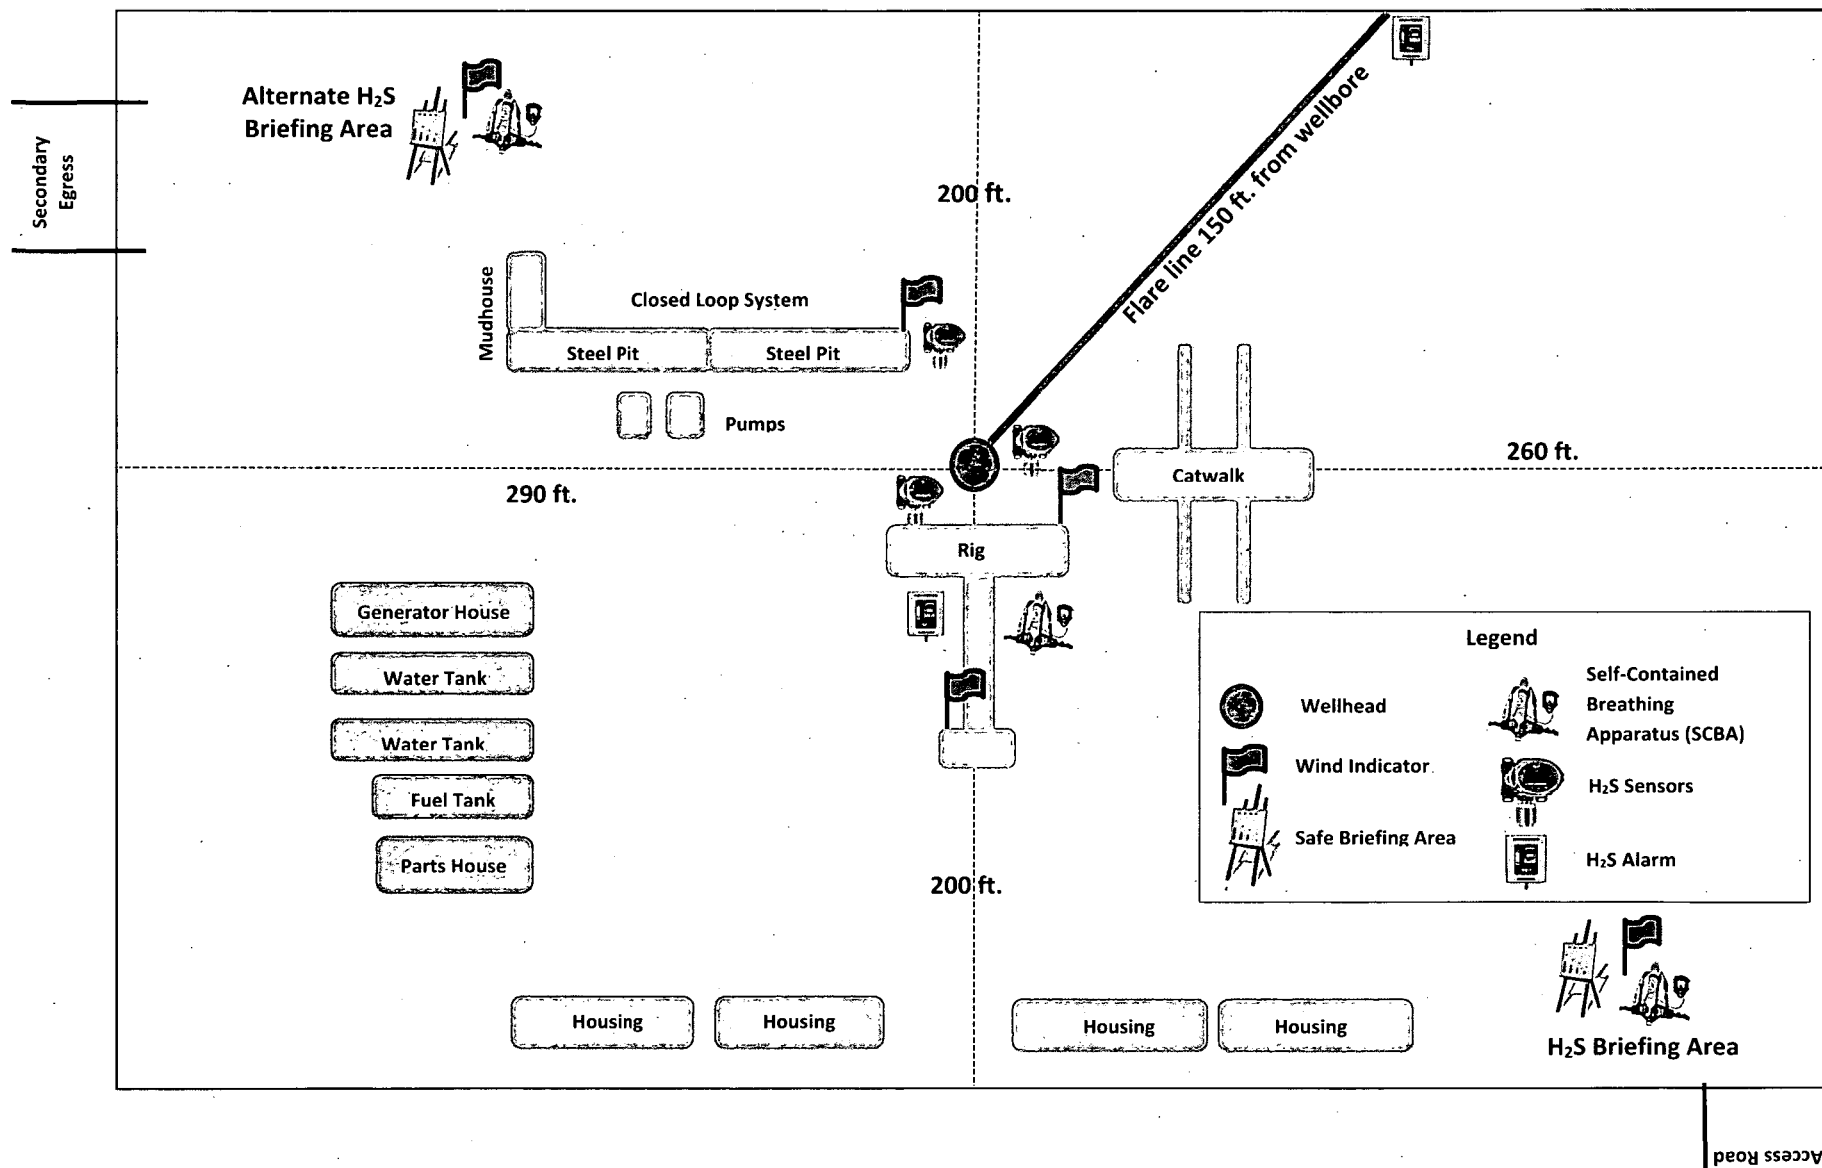 Alternate H₂S
Briefing Area
Secondary
Egress
200 ft.
Flare line 150 ft. from wellbore
Mudhouse
Closed Loop System
Steel Pit
Steel Pit
Pumps
260 ft.
290 ft.
Catwalk
Rig
Generator House
Water Tank
Water Tank
Fuel Tank
Parts House
200 ft.
Legend
Wellhead
Wind Indicator
Safe Briefing Area
Self-Contained
Breathing
Apparatus (SCBA)
H₂S Sensors
H₂S Alarm
Housing
Housing
Housing
Housing
H₂S Briefing Area
Access Road